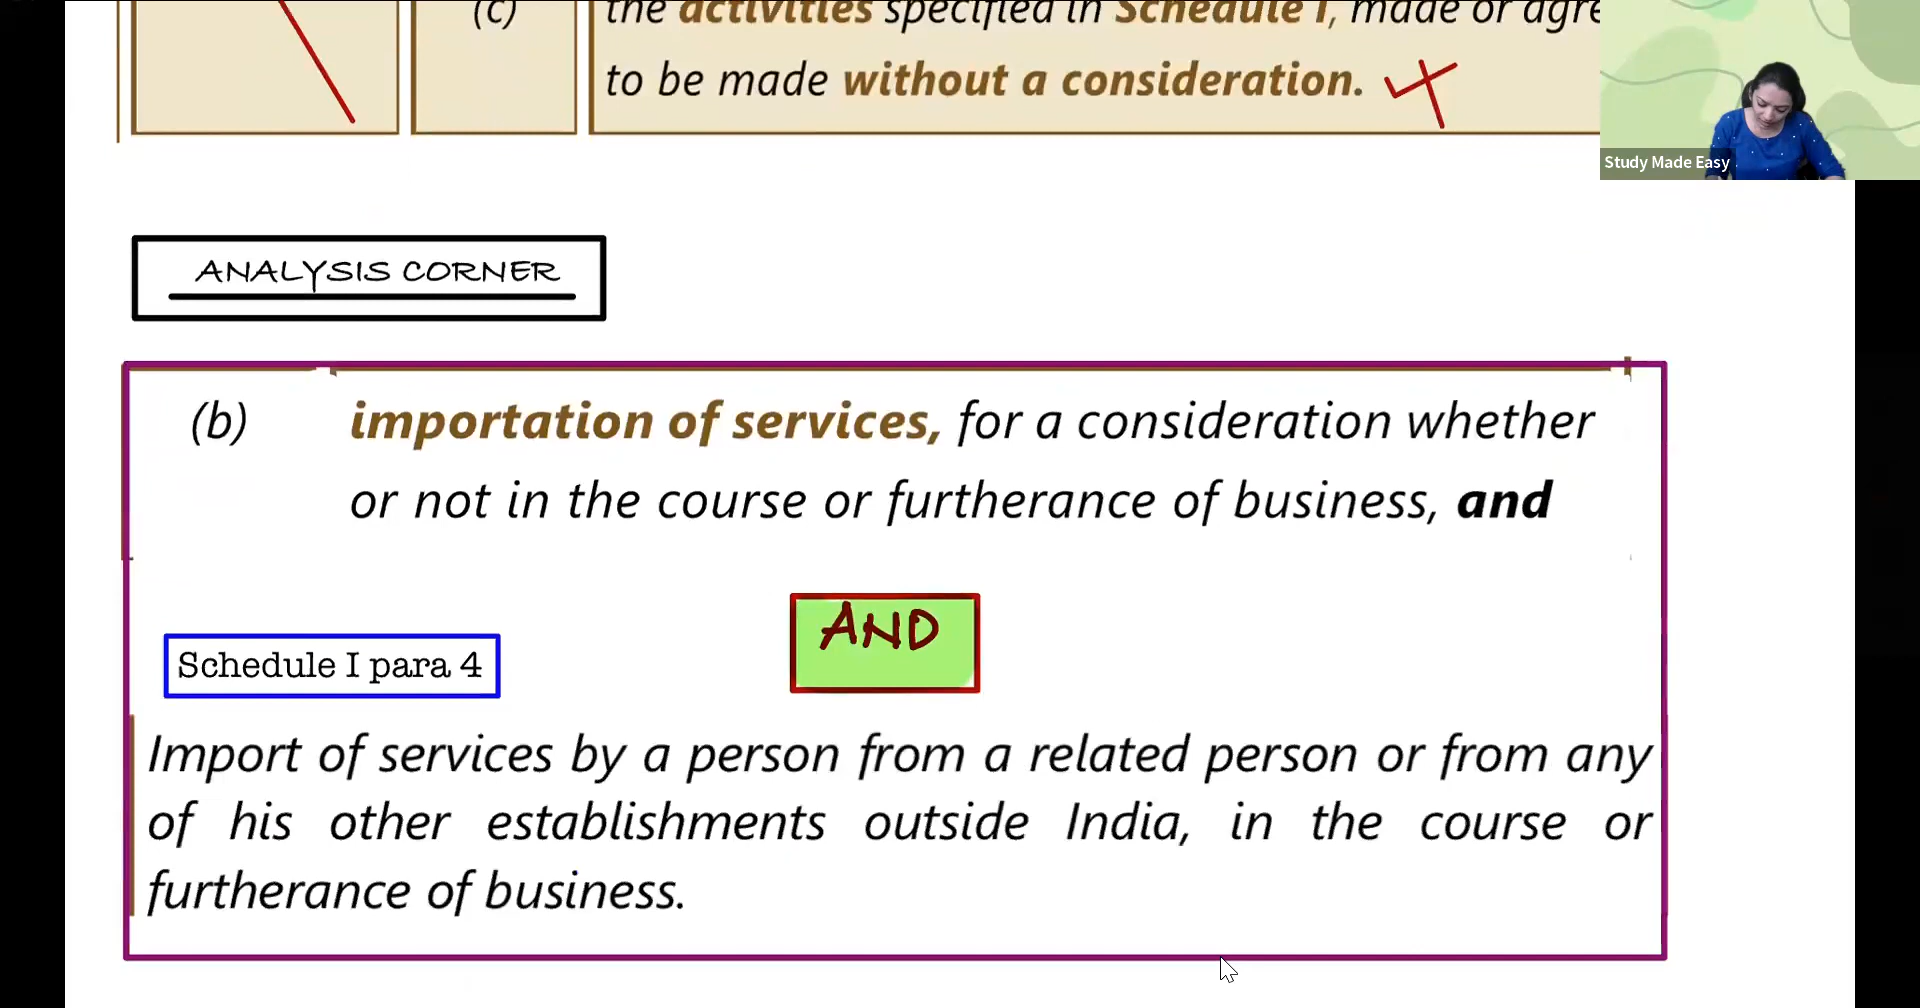 (c) the activities specified in Schedule I, made or agre
to be made without a consideration.
Study Made Easy
ANALYSIS CORNER
(b) importation of services, for a consideration whether
or not in the course or furtherance of business, and
AND
Schedule I para 4
Import of services by a person from a related person or from any
of his other establishments outside India, in the course or
furtherance of business.